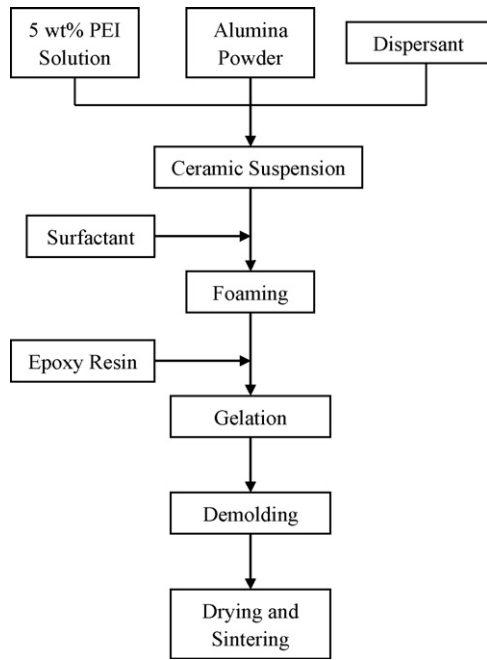 5 wt% PEI
Solution
Alumina
Powder
Dispersant
Ceramic Suspension
Surfactant
Foaming
Epoxy Resin
Gelation
Demolding
Drying and
Sintering